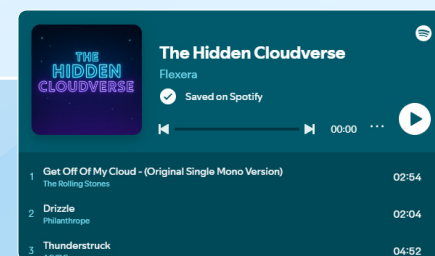 THE
HIDDEN
CLOUDVERSE
The Hidden Cloudverse
Flexera
Saved on Spotify
00:00
1 Get Off Of My Cloud - (Original Single Mono Version) 02:54
The Rolling Stones
2 Drizzle 02:04
Philanthrope
3 Thunderstruck 04:52